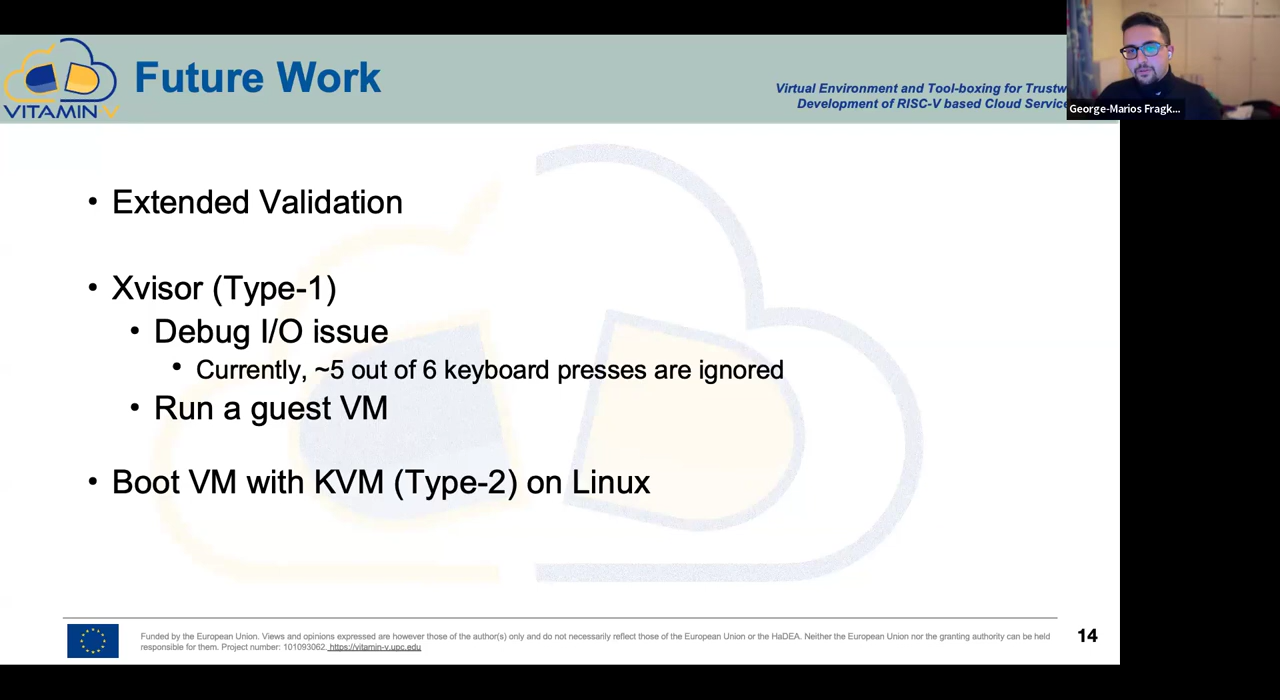 VITAMIN V
Future Work
Virtual Environment and Tool-boxing for
Development of RISC-V based Cloud
George-Marios Fragk...
• Extended Validation
• Xvisor (Type-1)
• Debug I/O issue
• Currently, ~5 out of 6 keyboard presses are ignored
• Run a guest VM
• Boot VM with KVM (Type-2) on Linux
Funded by the European Union. Views and opinions expressed are however those of the author(s) only and do not necessarily reflect those of the European Union or the HaDEA. Neither the European Union nor the granting authority can be held
responsible for them. Project number: 101093062. https://vitamin-v.upc.edu
14